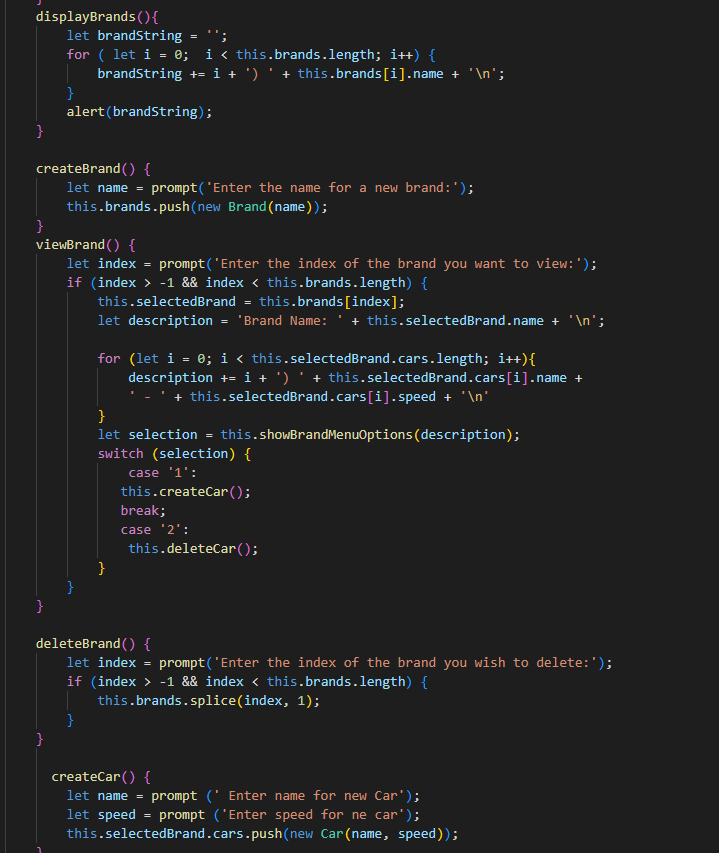 }
displayBrands(){
let brandString = '';
for ( let i = 0;  i < this.brands.length; i++) {
brandString += i + ') ' + this.brands[i].name + '\n';
}
alert(brandString);
}
createBrand() {
let name = prompt('Enter the name for a new brand:');
this.brands.push(new Brand(name));
}
viewBrand() {
let index = prompt('Enter the index of the brand you want to view:');
if (index > -1 && index < this.brands.length) {
this.selectedBrand = this.brands[index];
let description = 'Brand Name: ' + this.selectedBrand.name + '\n';
for (let i = 0; i < this.selectedBrand.cars.length; i++){
description += i + ') ' + this.selectedBrand.cars[i].name +
' - ' + this.selectedBrand.cars[i].speed + '\n'
}
let selection = this.showBrandMenuOptions(description);
switch (selection) {
case '1':
this.createCar();
break;
case '2':
this.deleteCar();
}
}
}
deleteBrand() {
let index = prompt('Enter the index of the brand you wish to delete:');
if (index > -1 && index < this.brands.length) {
this.brands.splice(index, 1);
}
}
createCar() {
let name = prompt (' Enter name for new Car');
let speed = prompt ('Enter speed for ne car');
this.selectedBrand.cars.push(new Car(name, speed));
}